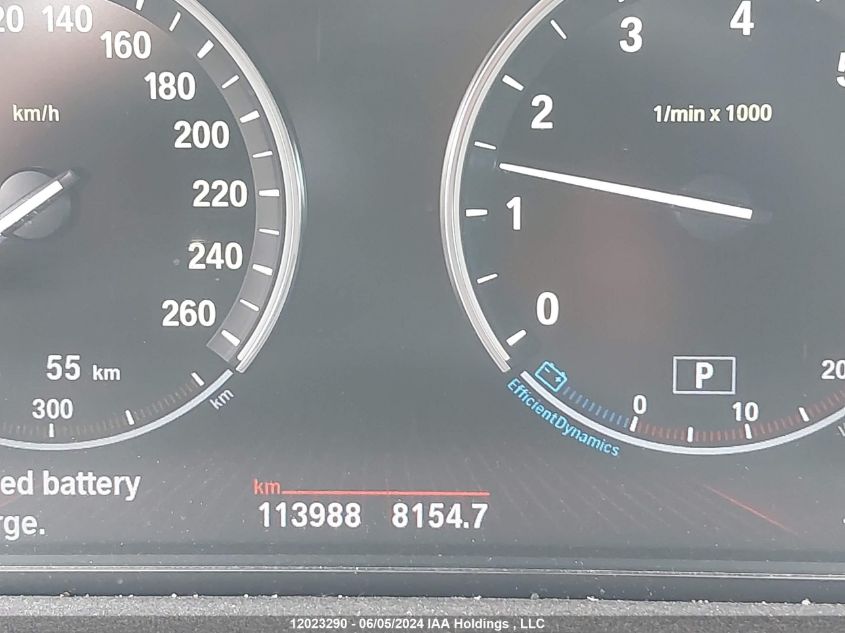 140
160
180
km/h
200
220
240
260
55 km
300
km
3
4
2
1/min x 1000
1
0
P
20
0
10
EfficientDynamics
ed battery
rge.
km
113988 8154.7
12023290 - 06/05/2024 IAA Holdings , LLC